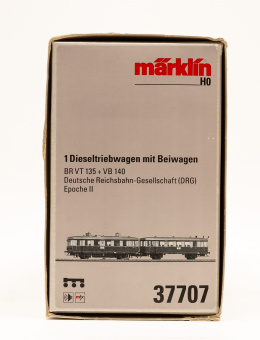 märklin
H0
1 Dieseltriebwagen mit Beiwagen
BR VT 135 + VB 140
Deutsche Reichsbahn-Gesellschaft (DRG)
Epoche II
37707